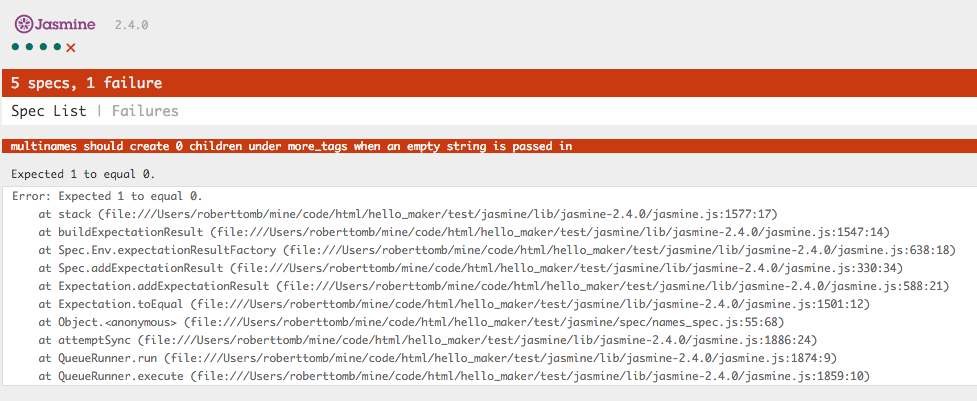 Jasmine 2.4.0
• • • • ×
5 specs, 1 failure
Spec List | Failures
multinames should create 0 children under more_tags when an empty string is passed in
Expected 1 to equal 0.
Error: Expected 1 to equal 0.
at stack (file:///Users/roberttomb/mine/code/html/hello_maker/test/jasmine/lib/jasmine-2.4.0/jasmine.js:1577:17)
at buildExpectationResult (file:///Users/roberttomb/mine/code/html/hello_maker/test/jasmine/lib/jasmine-2.4.0/jasmine.js:1547:14)
at Spec.Env.expectationResultFactory (file:///Users/roberttomb/mine/code/html/hello_maker/test/jasmine/lib/jasmine-2.4.0/jasmine.js:638:18)
at Spec.addExpectationResult (file:///Users/roberttomb/mine/code/html/hello_maker/test/jasmine/lib/jasmine-2.4.0/jasmine.js:330:34)
at Expectation.addExpectationResult (file:///Users/roberttomb/mine/code/html/hello_maker/test/jasmine/lib/jasmine-2.4.0/jasmine.js:588:21)
at Expectation.toEqual (file:///Users/roberttomb/mine/code/html/hello_maker/test/jasmine/lib/jasmine-2.4.0/jasmine.js:1501:12)
at Object.<anonymous> (file:///Users/roberttomb/mine/code/html/hello_maker/test/jasmine/spec/names_spec.js:55:68)
at attemptSync (file:///Users/roberttomb/mine/code/html/hello_maker/test/jasmine/lib/jasmine-2.4.0/jasmine.js:1886:24)
at QueueRunner.run (file:///Users/roberttomb/mine/code/html/hello_maker/test/jasmine/lib/jasmine-2.4.0/jasmine.js:1874:9)
at QueueRunner.execute (file:///Users/roberttomb/mine/code/html/hello_maker/test/jasmine/lib/jasmine-2.4.0/jasmine.js:1859:10)